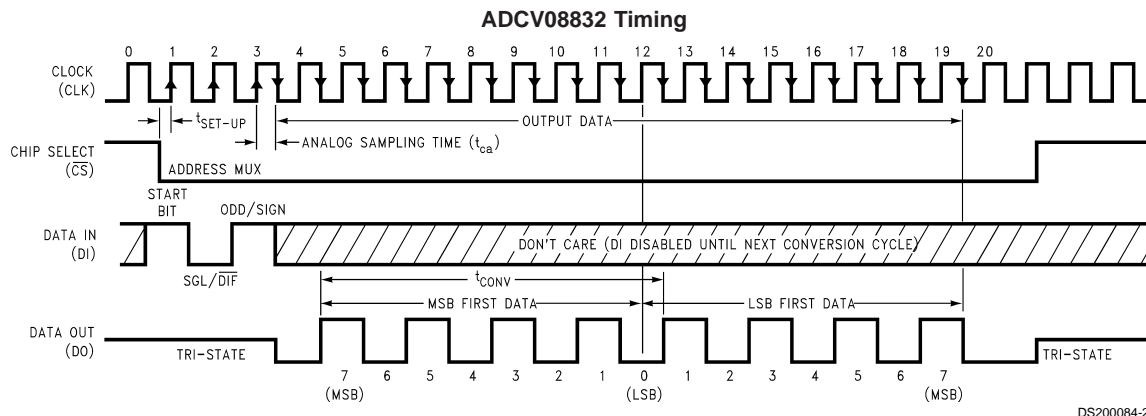 ADCV08832 Timing
0 1 2 3 4 5 6 7 8 9 10 11 12 13 14 15 16 17 18 19 20
CLOCK
(CLK)
tSET-UP
OUTPUT DATA
ANALOG SAMPLING TIME (tca)
CHIP SELECT
(CS)
ADDRESS MUX
START
BIT
ODD/SIGN
DATA IN
(DI)
DON'T CARE (DI DISABLED UNTIL NEXT CONVERSION CYCLE)
SGL/DIF
tCONV
MSB FIRST DATA
LSB FIRST DATA
DATA OUT
(DO)
TRI-STATE
TRI-STATE
7 6 5 4 3 2 1 0 1 2 3 4 5 6 7
(MSB) (LSB) (MSB)
DS200084-2